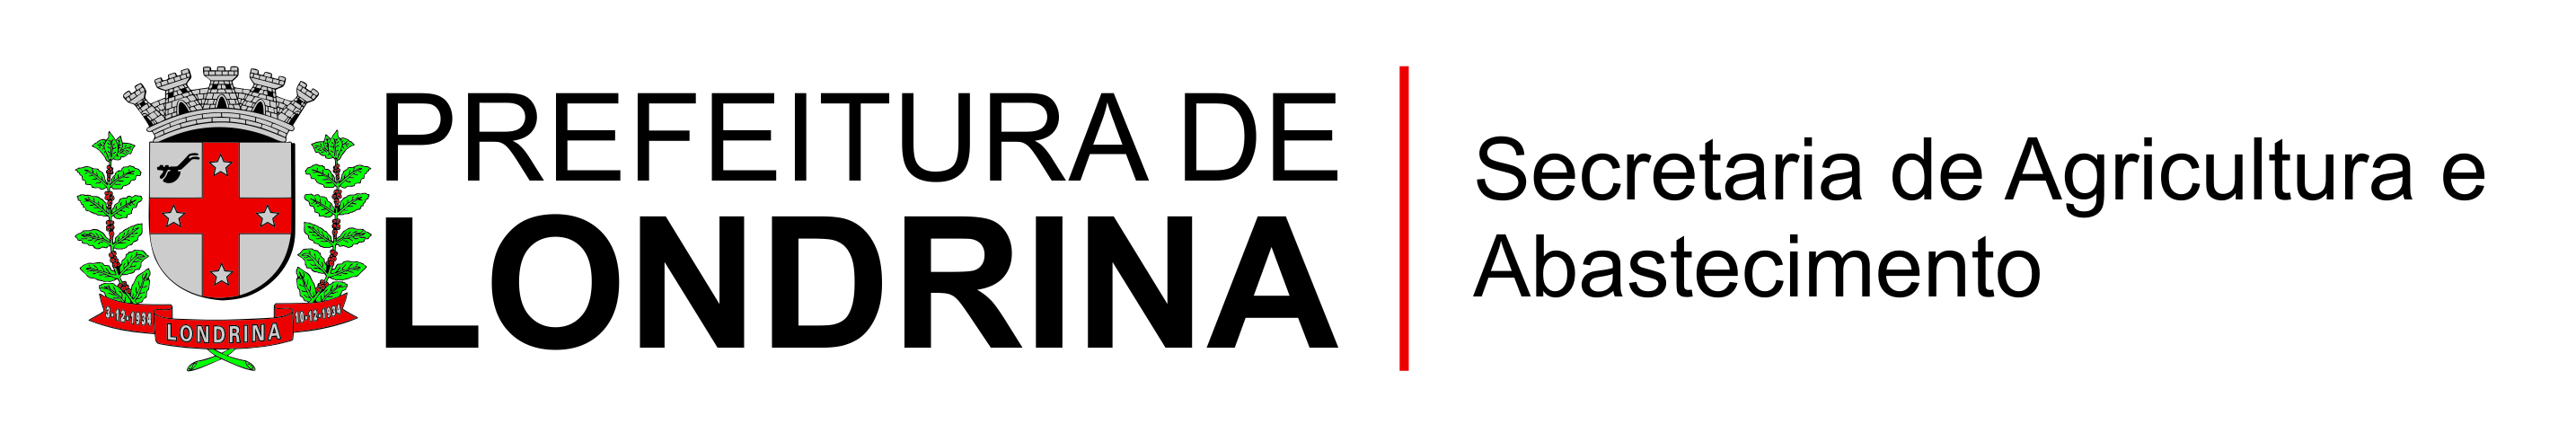 PREFEITURA DE
LONDRINA
Secretaria de Agricultura e
Abastecimento
3-12-1934
LONDRINA
10-12-1934